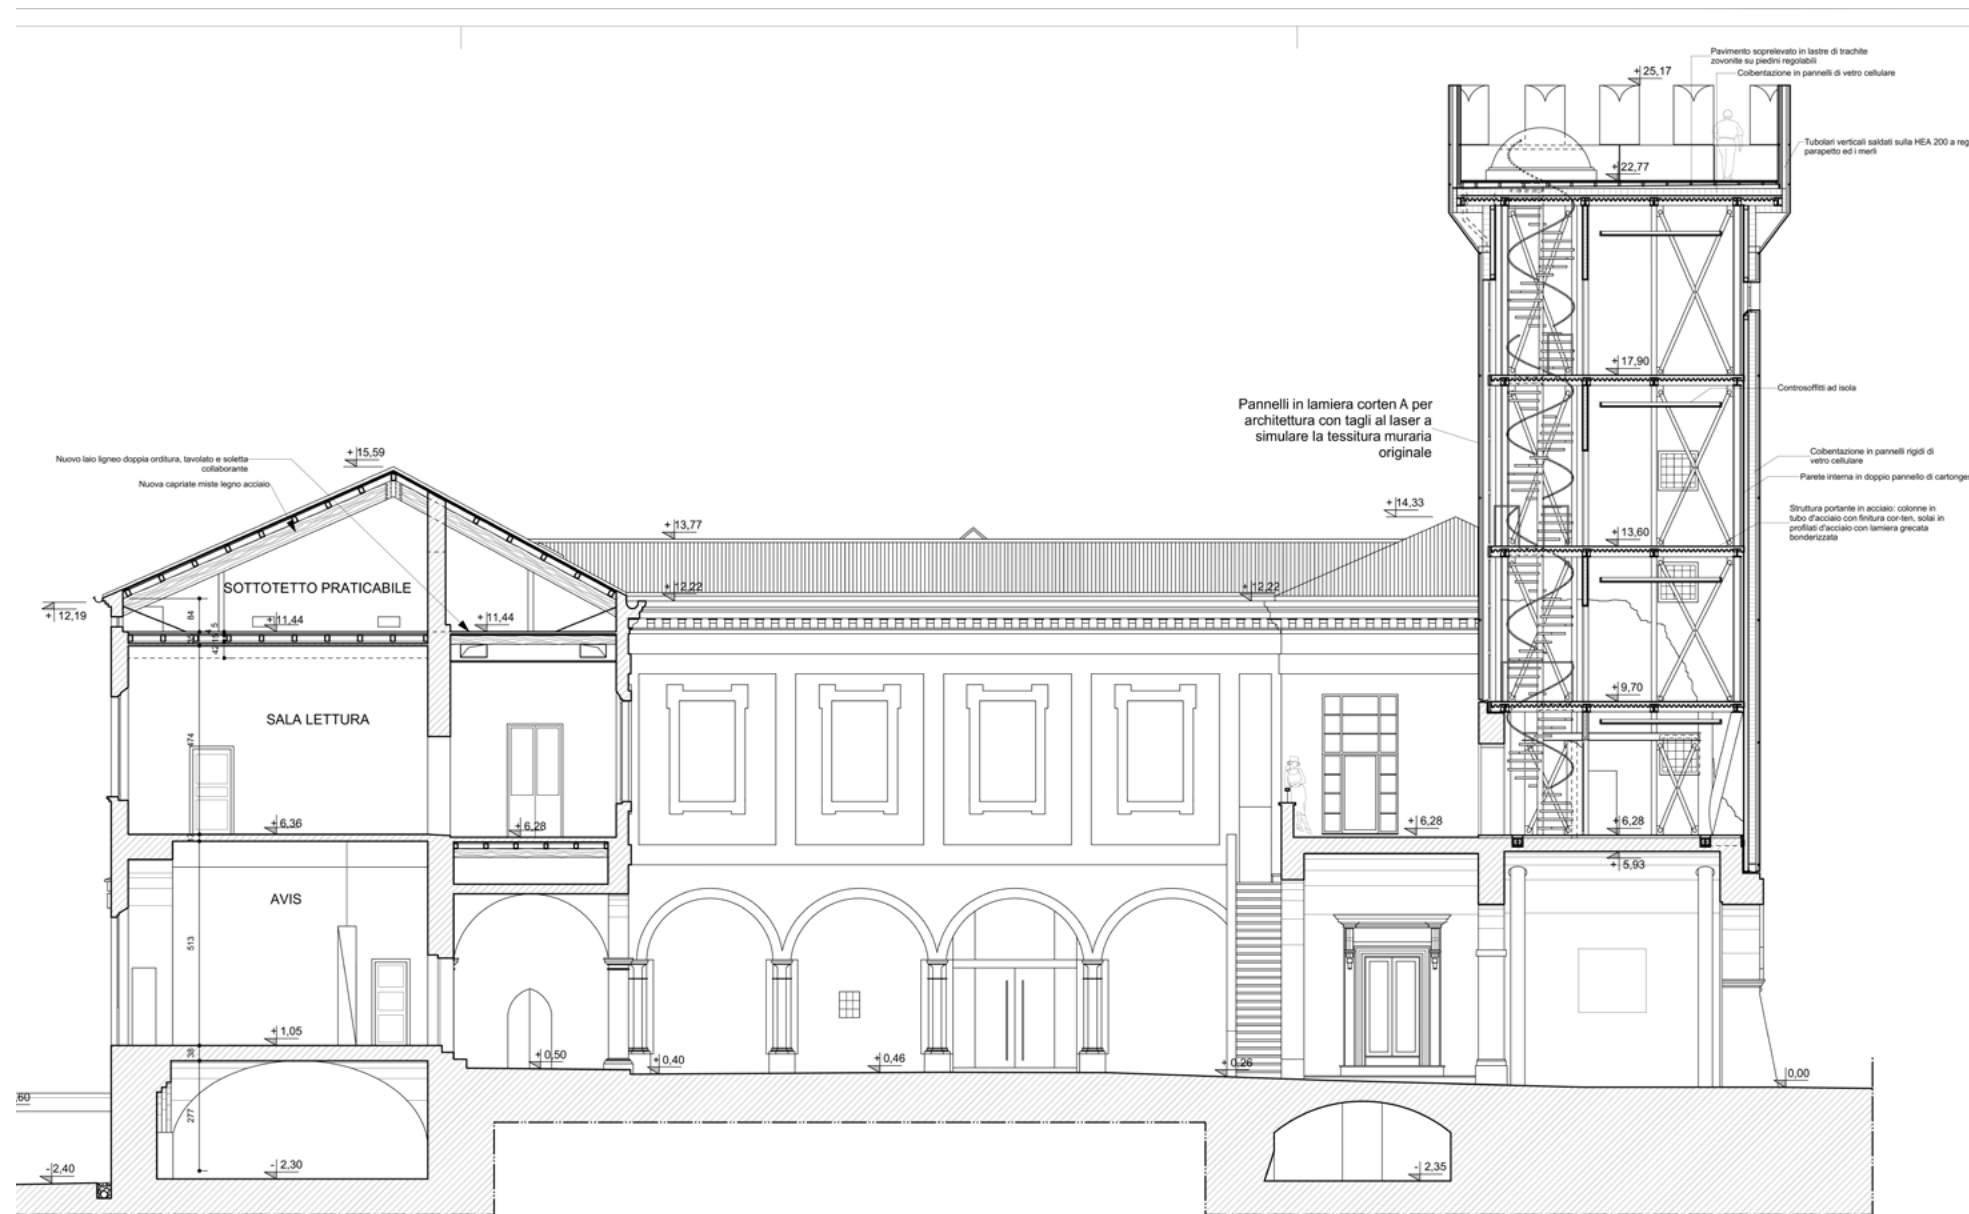 Pavimento soprelevato in lastre di trachite
zovonite su piedini regolabili
+ 25,17
Coibentazione in pannelli di vetro cellulare
Tubolari verticali saldati sulla HEA 200 a reg
parapetto ed i merli
+ 22,77
+ 17,90
Controsoffitti ad isola
Pannelli in lamiera corten A per
architettura con tagli al laser a
simulare la tessitura muraria
originale
Coibentazione in pannelli rigidi di
vetro cellulare
Parete interna in doppio pannello di cartonges
Struttura portante in acciaio: colonne in
tubo d'acciaio con finitura cor-ten, solai in
profilati d'acciaio con lamiera grecata
bonderizzata
+ 15,59
Nuovo laio ligneo doppia orditura, tavolato e soletta
collaborante
Nuova capriate miste legno acciaio
+ 14,33
+ 13,77
+ 13,60
SOTTOTETTO PRATICABILE
+ 12,22
+ 12,22
+ 12,19
84
+ 11,44
+ 11,44
42
+ 9,70
SALA LETTURA
474
+ 6,36
+ 6,28
+ 6,28
+ 6,28
+ 5,93
AVIS
513
+ 1,05
38
+ 0,50
+ 0,40
+ 0,46
+ 0,26
0,00
,60
277
- 2,40
- 2,30
- 2,35